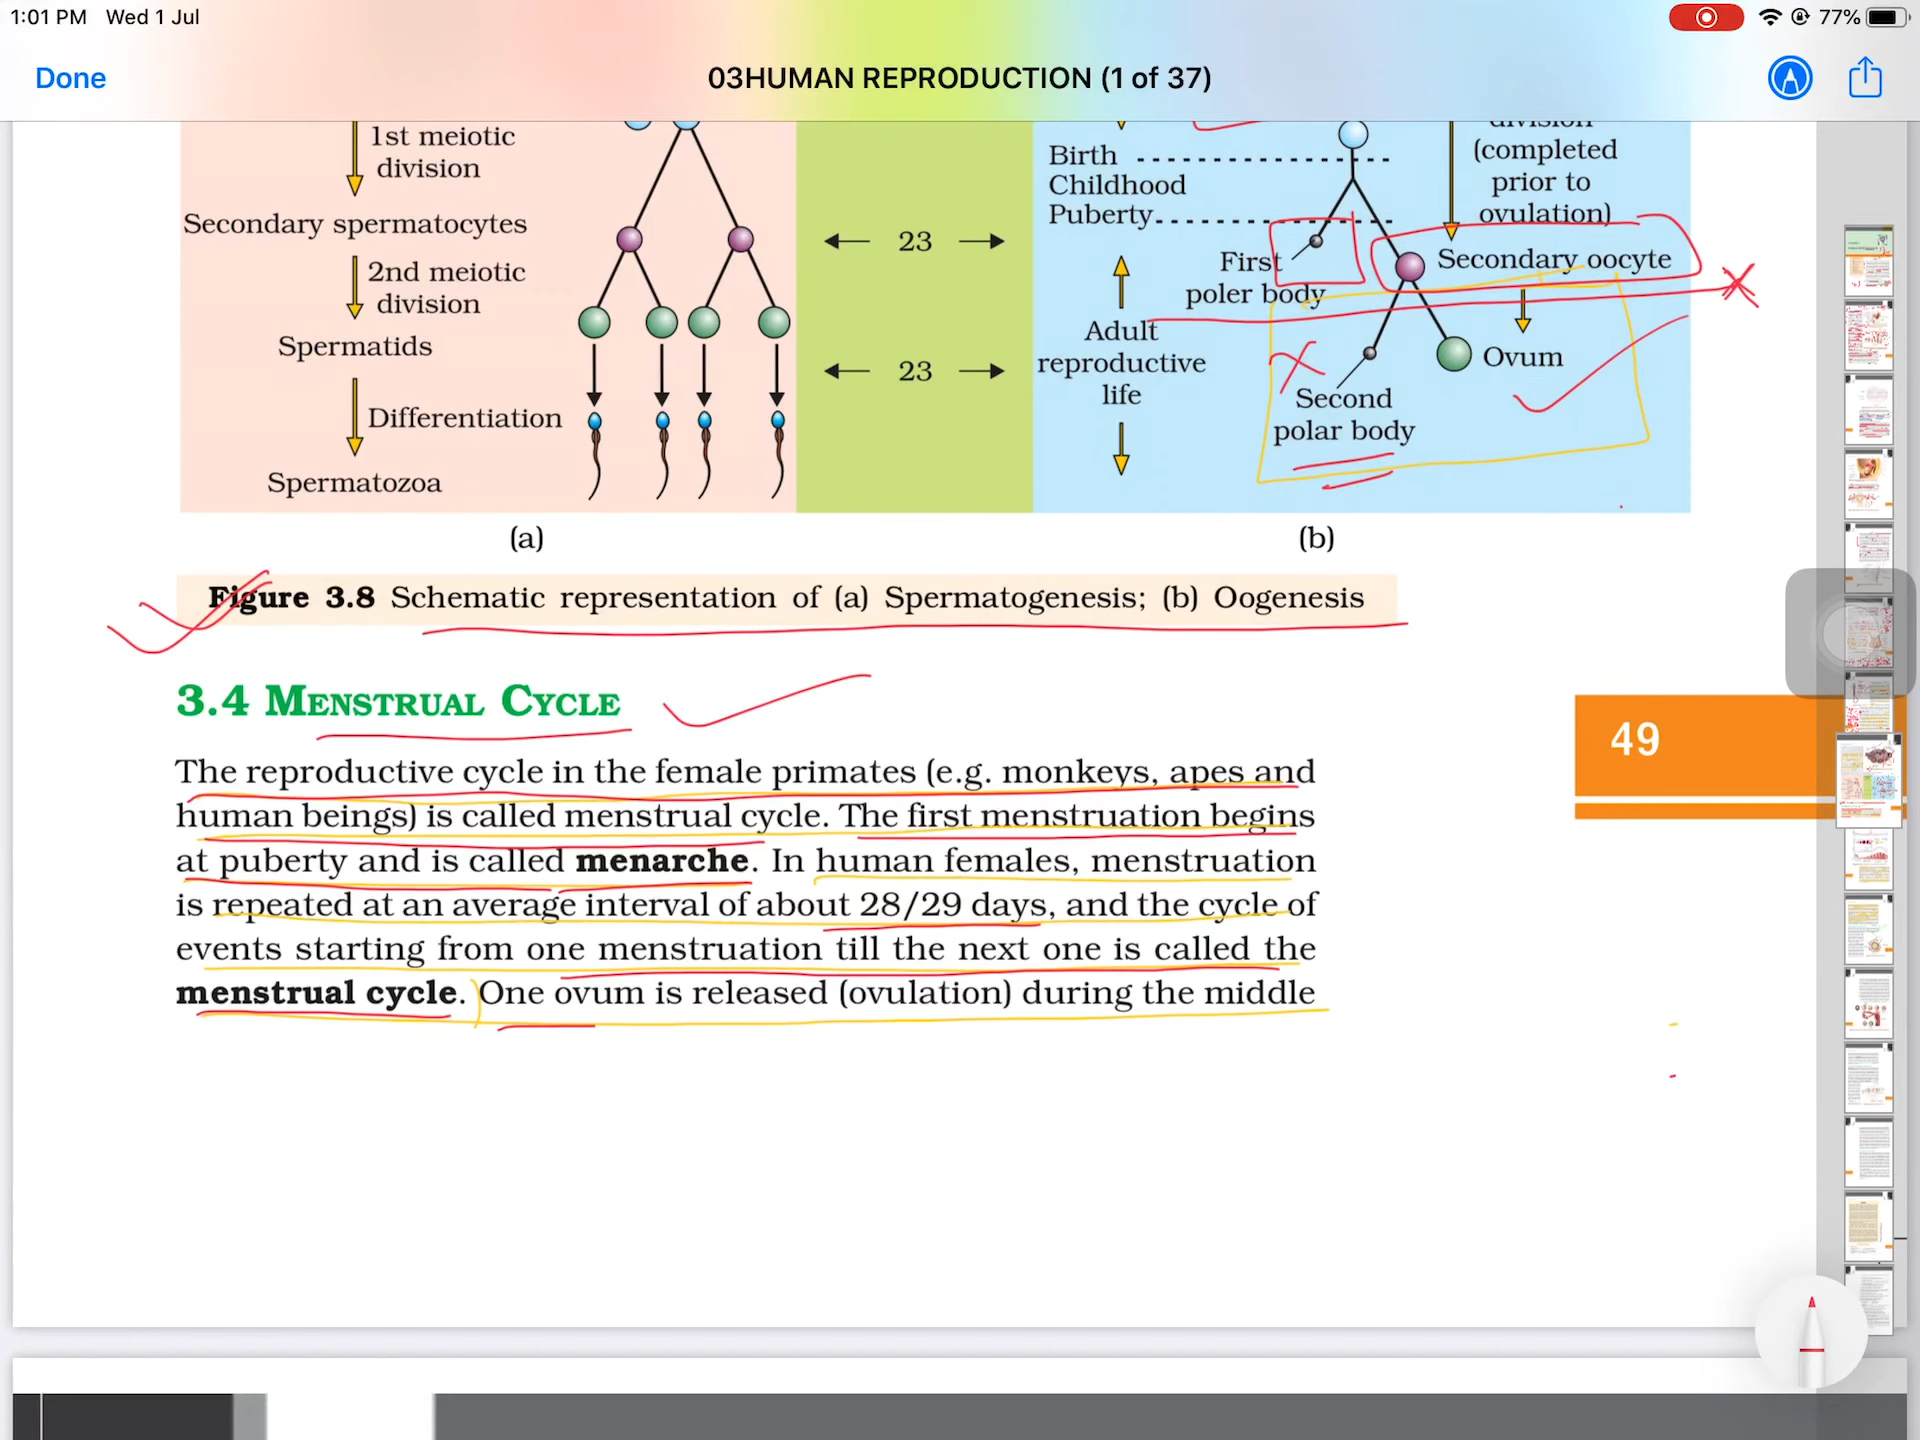 1:01 PM Wed 1 Jul
77%
Done
03HUMAN REPRODUCTION (1 of 37)
1st meiotic
division
Secondary spermatocytes
2nd meiotic
division
Spermatids
Differentiation
Spermatozoa
23
23
Birth
Childhood
Puberty
division
(completed
prior to
ovulation)
First
poler body
Secondary oocyte
Adult
reproductive
life
Ovum
Second
polar body
(a)
(b)
Figure 3.8 Schematic representation of (a) Spermatogenesis; (b) Oogenesis
3.4 MENSTRUAL CYCLE
49
The reproductive cycle in the female primates (e.g. monkeys, apes and
human beings) is called menstrual cycle. The first menstruation begins
at puberty and is called menarche. In human females, menstruation
is repeated at an average interval of about 28/29 days, and the cycle of
events starting from one menstruation till the next one is called the
menstrual cycle. One ovum is released (ovulation) during the middle